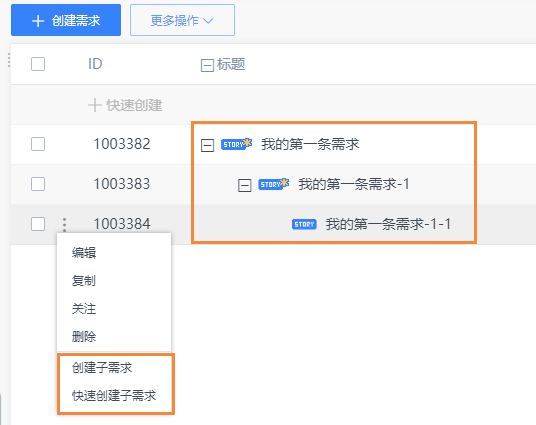 创建需求 更多操作
ID 标题
快速创建
1003382 STORY 我的第一条需求
1003383 STORY 我的第一条需求-1
1003384 STORY 我的第一条需求-1-1
编辑
复制
关注
删除
创建子需求
快速创建子需求